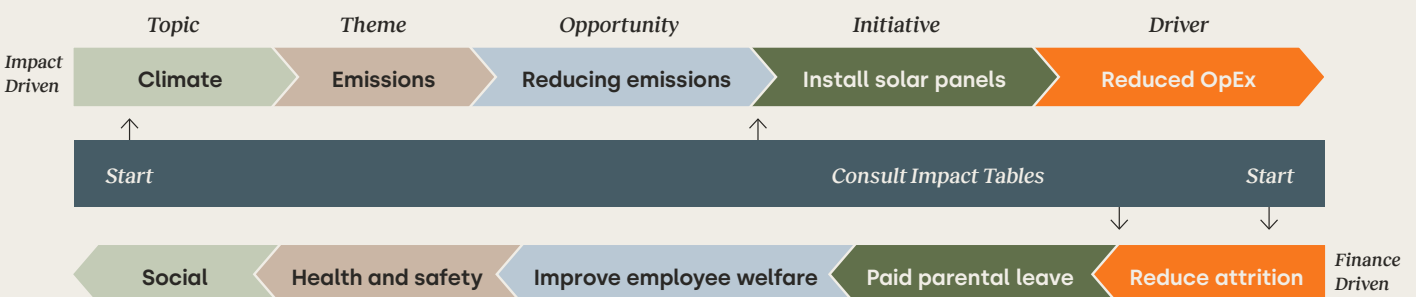 Topic Theme Opportunity Initiative Driver
Impact
Driven
Climate Emissions Reducing emissions Install solar panels Reduced OpEx
Start Consult Impact Tables Start
Social Health and safety Improve employee welfare Paid parental leave Reduce attrition
Finance
Driven